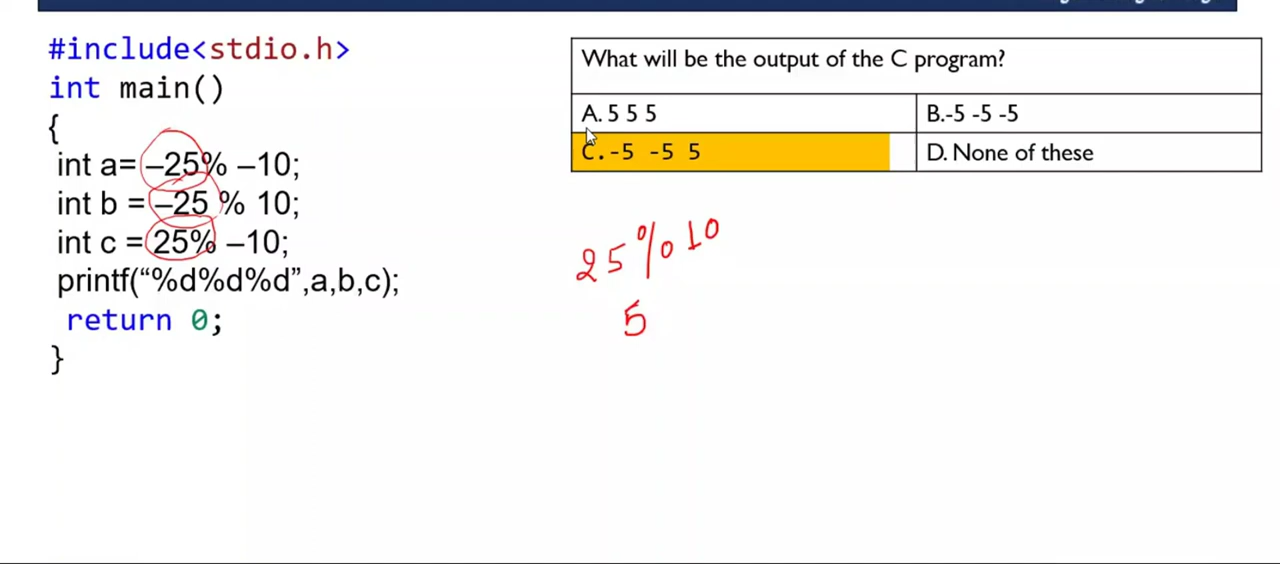 #include<stdio.h>
int main()
{
int a= –25% –10;
int b = –25 % 10;
int c = 25% –10;
printf(“%d%d%d”,a,b,c);
return 0;
}
What will be the output of the C program?
A. 5 5 5
B.-5 -5 -5
C. -5 -5 5
D. None of these
25%10
5